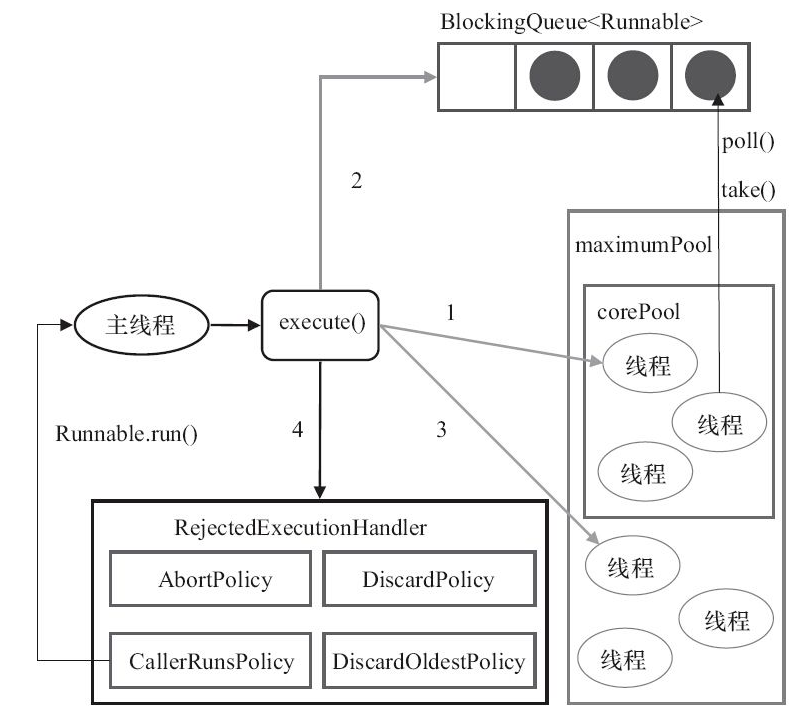 BlockingQueue<Runnable>
poll()
2
take()
maximumPool
corePool
主线程
execute()
1
线程
Runnable.run()
4
3
线程
线程
RejectedExecutionHandler
线程
AbortPolicy
DiscardPolicy
线程
CallerRunsPolicy
DiscardOldestPolicy
线程